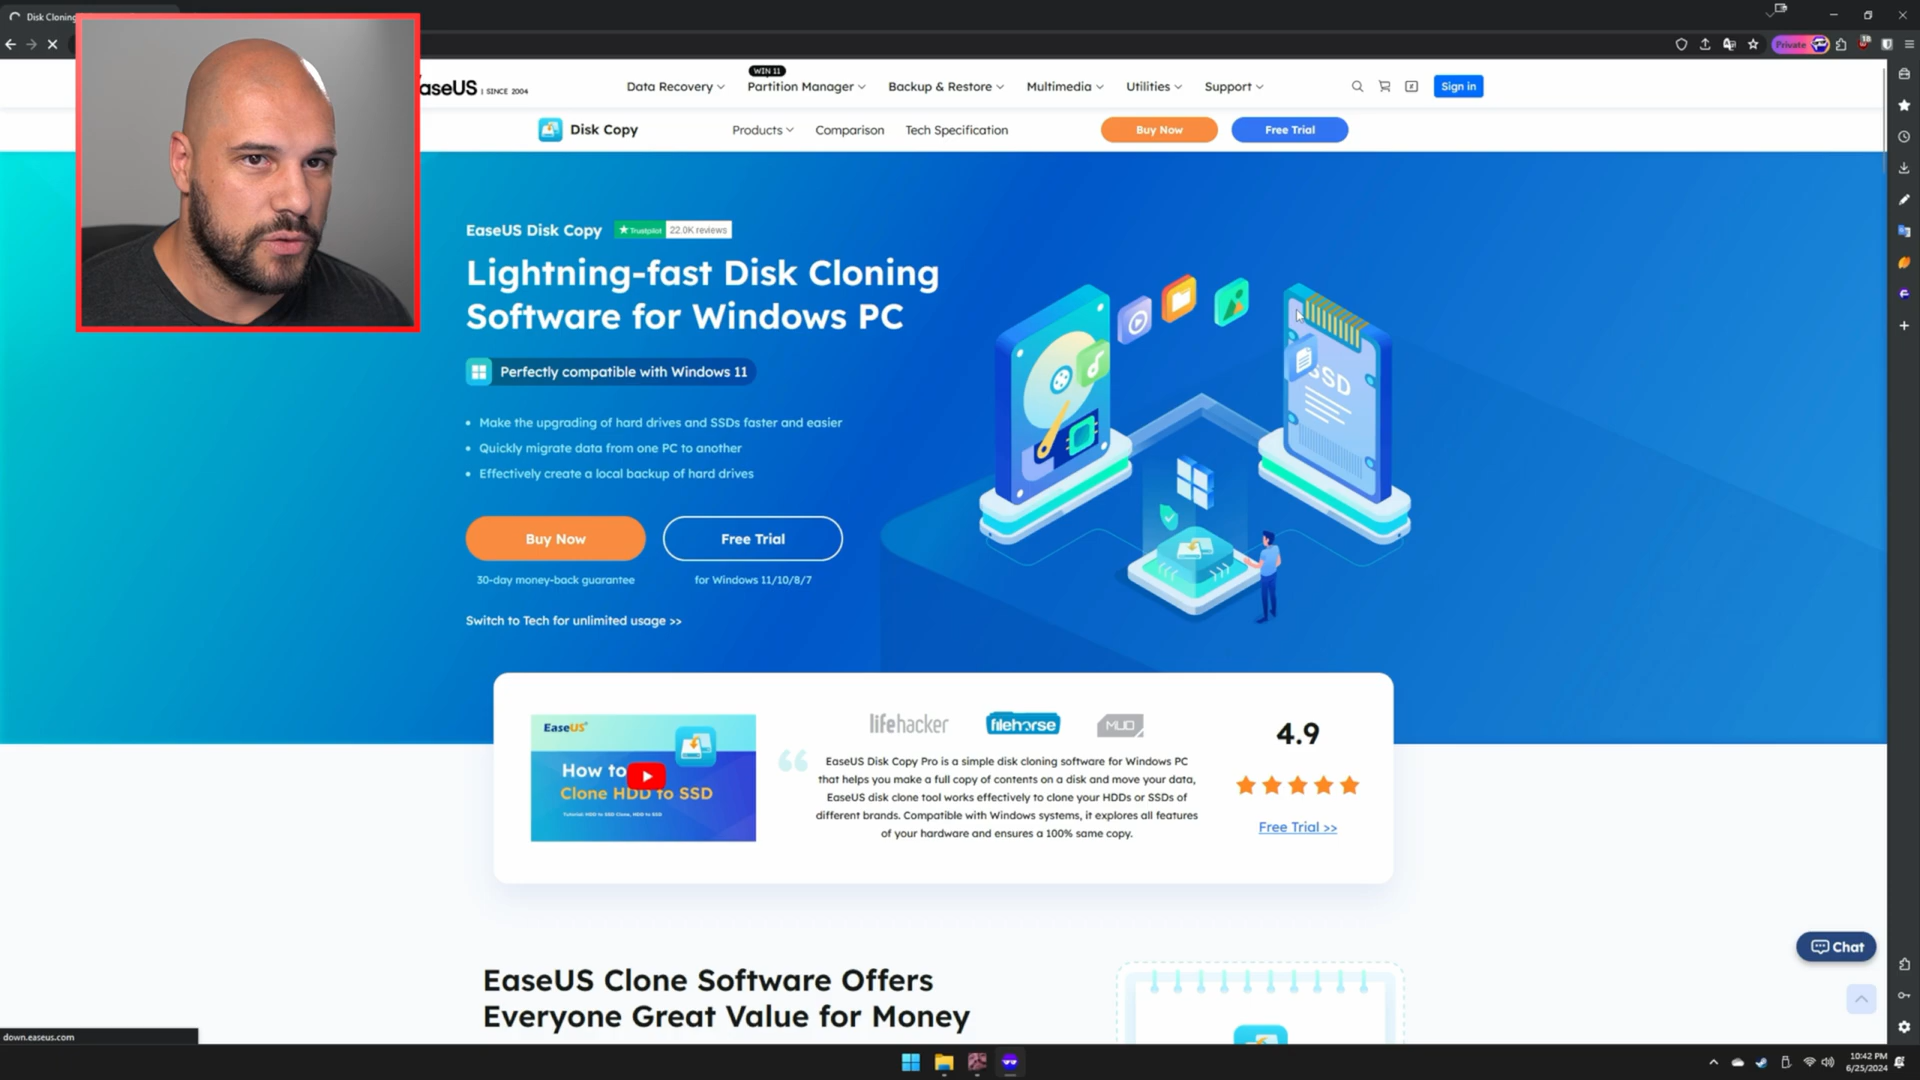 Disk Cloning
Private
aseUS | SINCE 2004
Data Recovery
WIN 11
Partition Manager
Backup & Restore
Multimedia
Utilities
Support
Sign in
Disk Copy
Products
Comparison
Tech Specification
Buy Now
Free Trial
EaseUS Disk Copy
Trustpilot
22.0K reviews
Lightning-fast Disk Cloning
Software for Windows PC
Perfectly compatible with Windows 11
Make the upgrading of hard drives and SSDs faster and easier
Quickly migrate data from one PC to another
Effectively create a local backup of hard drives
Buy Now
Free Trial
30-day money-back guarantee
for Windows 11/10/8/7
Switch to Tech for unlimited usage >>
SSD
EaseUS
How to
Clone HDD to SSD
Tutorial: HDD to SSD Clone, HDD to SSD
lifehacker
filehorse
MUO
EaseUS Disk Copy Pro is a simple disk cloning software for Windows PC
that helps you make a full copy of contents on a disk and move your data,
EaseUS disk clone tool works effectively to clone your HDDs or SSDs of
different brands. Compatible with Windows systems, it explores all features
of your hardware and ensures a 100% same copy.
4.9
Free Trial >>
Chat
EaseUS Clone Software Offers
Everyone Great Value for Money
down.easeus.com
10:42 PM
6/25/2024